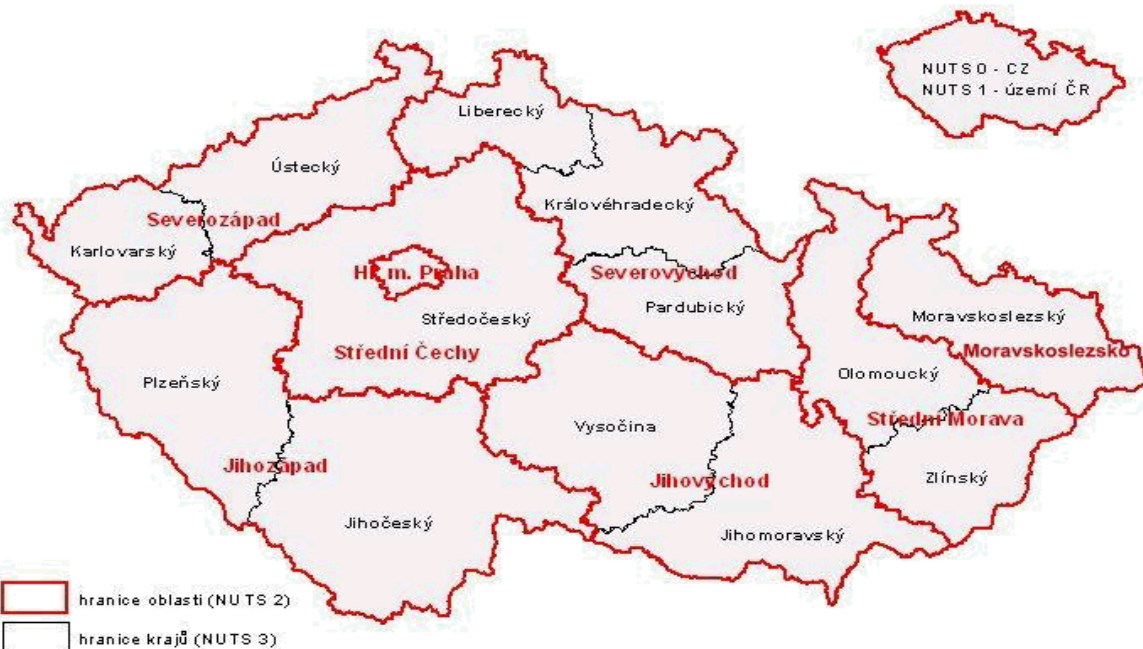 NUTS 0 - CZ
NUTS 1 - území ČR
Liberecký
Ústecký
Královéhradecký
Severozápad
Karlovarský
Hl. m. Praha
Severovýchod
Pardubický
Středočeský
Moravskoslezský
Střední Čechy
Moravskoslezsko
Plzeňský
Olomoucký
Vysočina
Střední Morava
Jihozápad
Jihovýchod
Zlínský
Jihočeský
Jihomoravský
hranice oblasti (NUTS 2)
hranice krajů (NUTS 3)